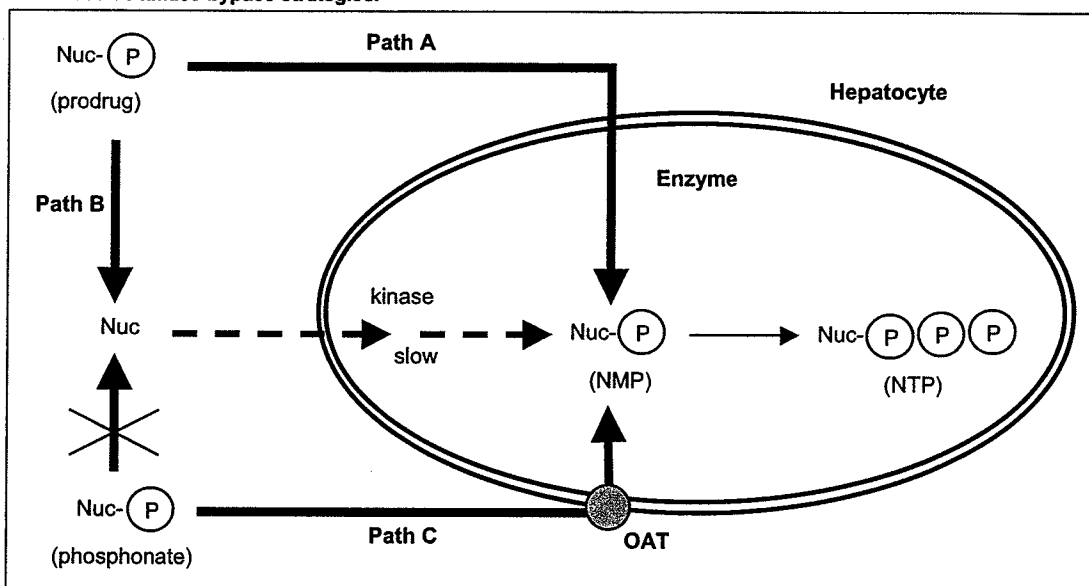 Path A
Nuc- P
(prodrug)
Hepatocyte
Enzyme
Path B
kinase
Nuc
slow
Nuc- P
(NMP)
Nuc- P P P
(NTP)
Nuc- P
(phosphonate)
Path C
OAT